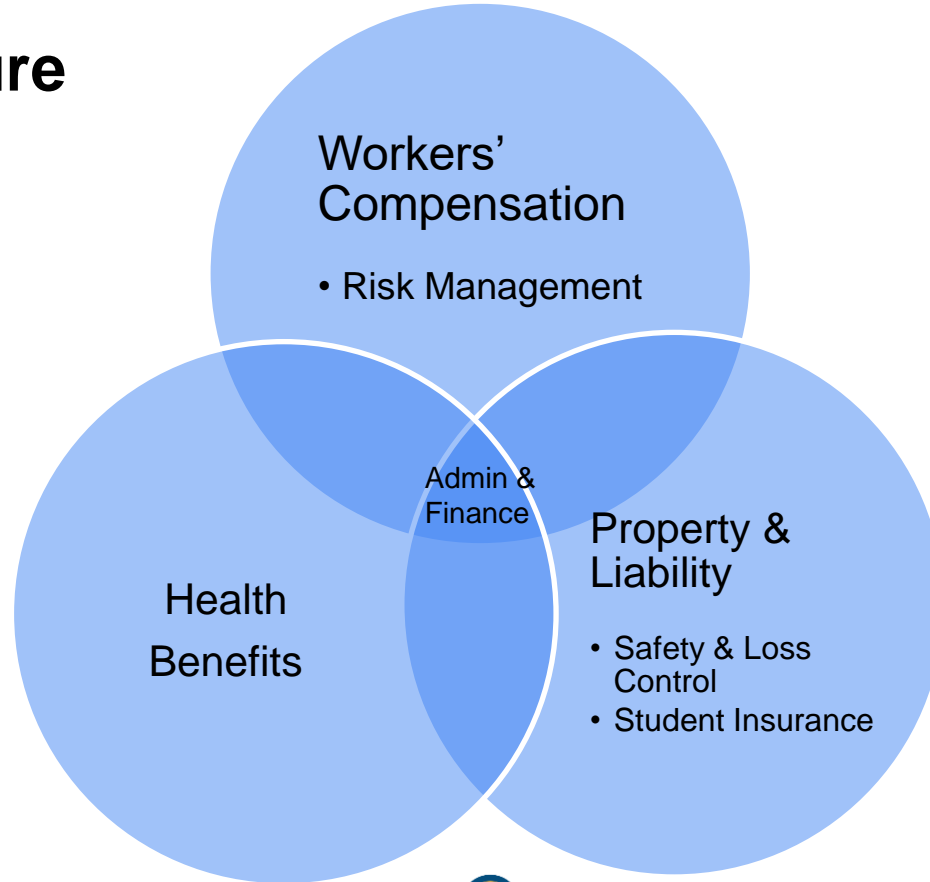 ure
Workers’
Compensation
• Risk Management
Admin &
Finance
Property &
Liability
• Safety & Loss
Control
• Student Insurance
Health
Benefits